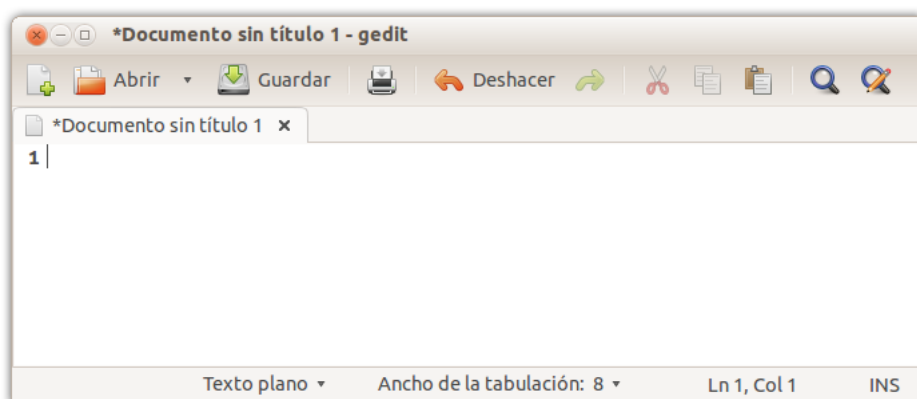 *Documento sin título 1 - gedit
Abrir Guardar Deshacer
*Documento sin título 1
1
Texto plano Ancho de la tabulación: 8 Ln 1, Col 1 INS